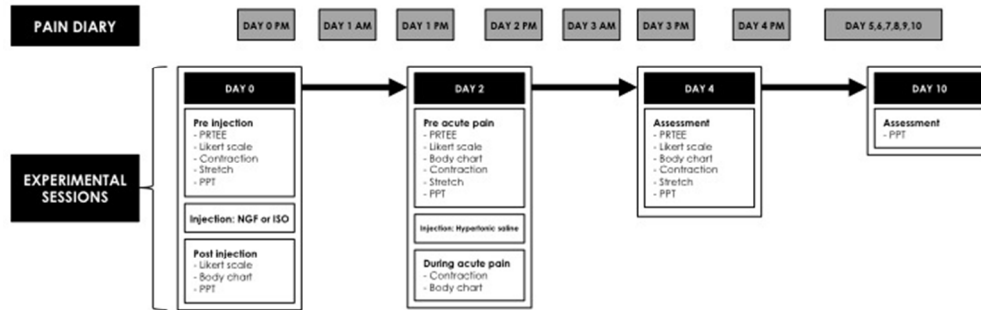 PAIN DIARY
DAY 0 PM
DAY 1 AM
DAY 1 PM
DAY 2 PM
DAY 3 AM
DAY 3 PM
DAY 4 PM
DAY 5,6,7,8,9,10
EXPERIMENTAL
SESSIONS
DAY 0
Pre injection
- PRTEE
- Likert scale
- Contraction
- Stretch
- PPT
Injection: NGF or ISO
Post injection
- Likert scale
- Body chart
- PPT
DAY 2
Pre acute pain
- PRTEE
- Likert scale
- Body chart
- Contraction
- Stretch
- PPT
Injection: Hypertonic saline
During acute pain
- Contraction
- Body chart
DAY 4
Assessment
- PRTEE
- Likert scale
- Body chart
- Contraction
- Stretch
- PPT
DAY 10
Assessment
- PPT